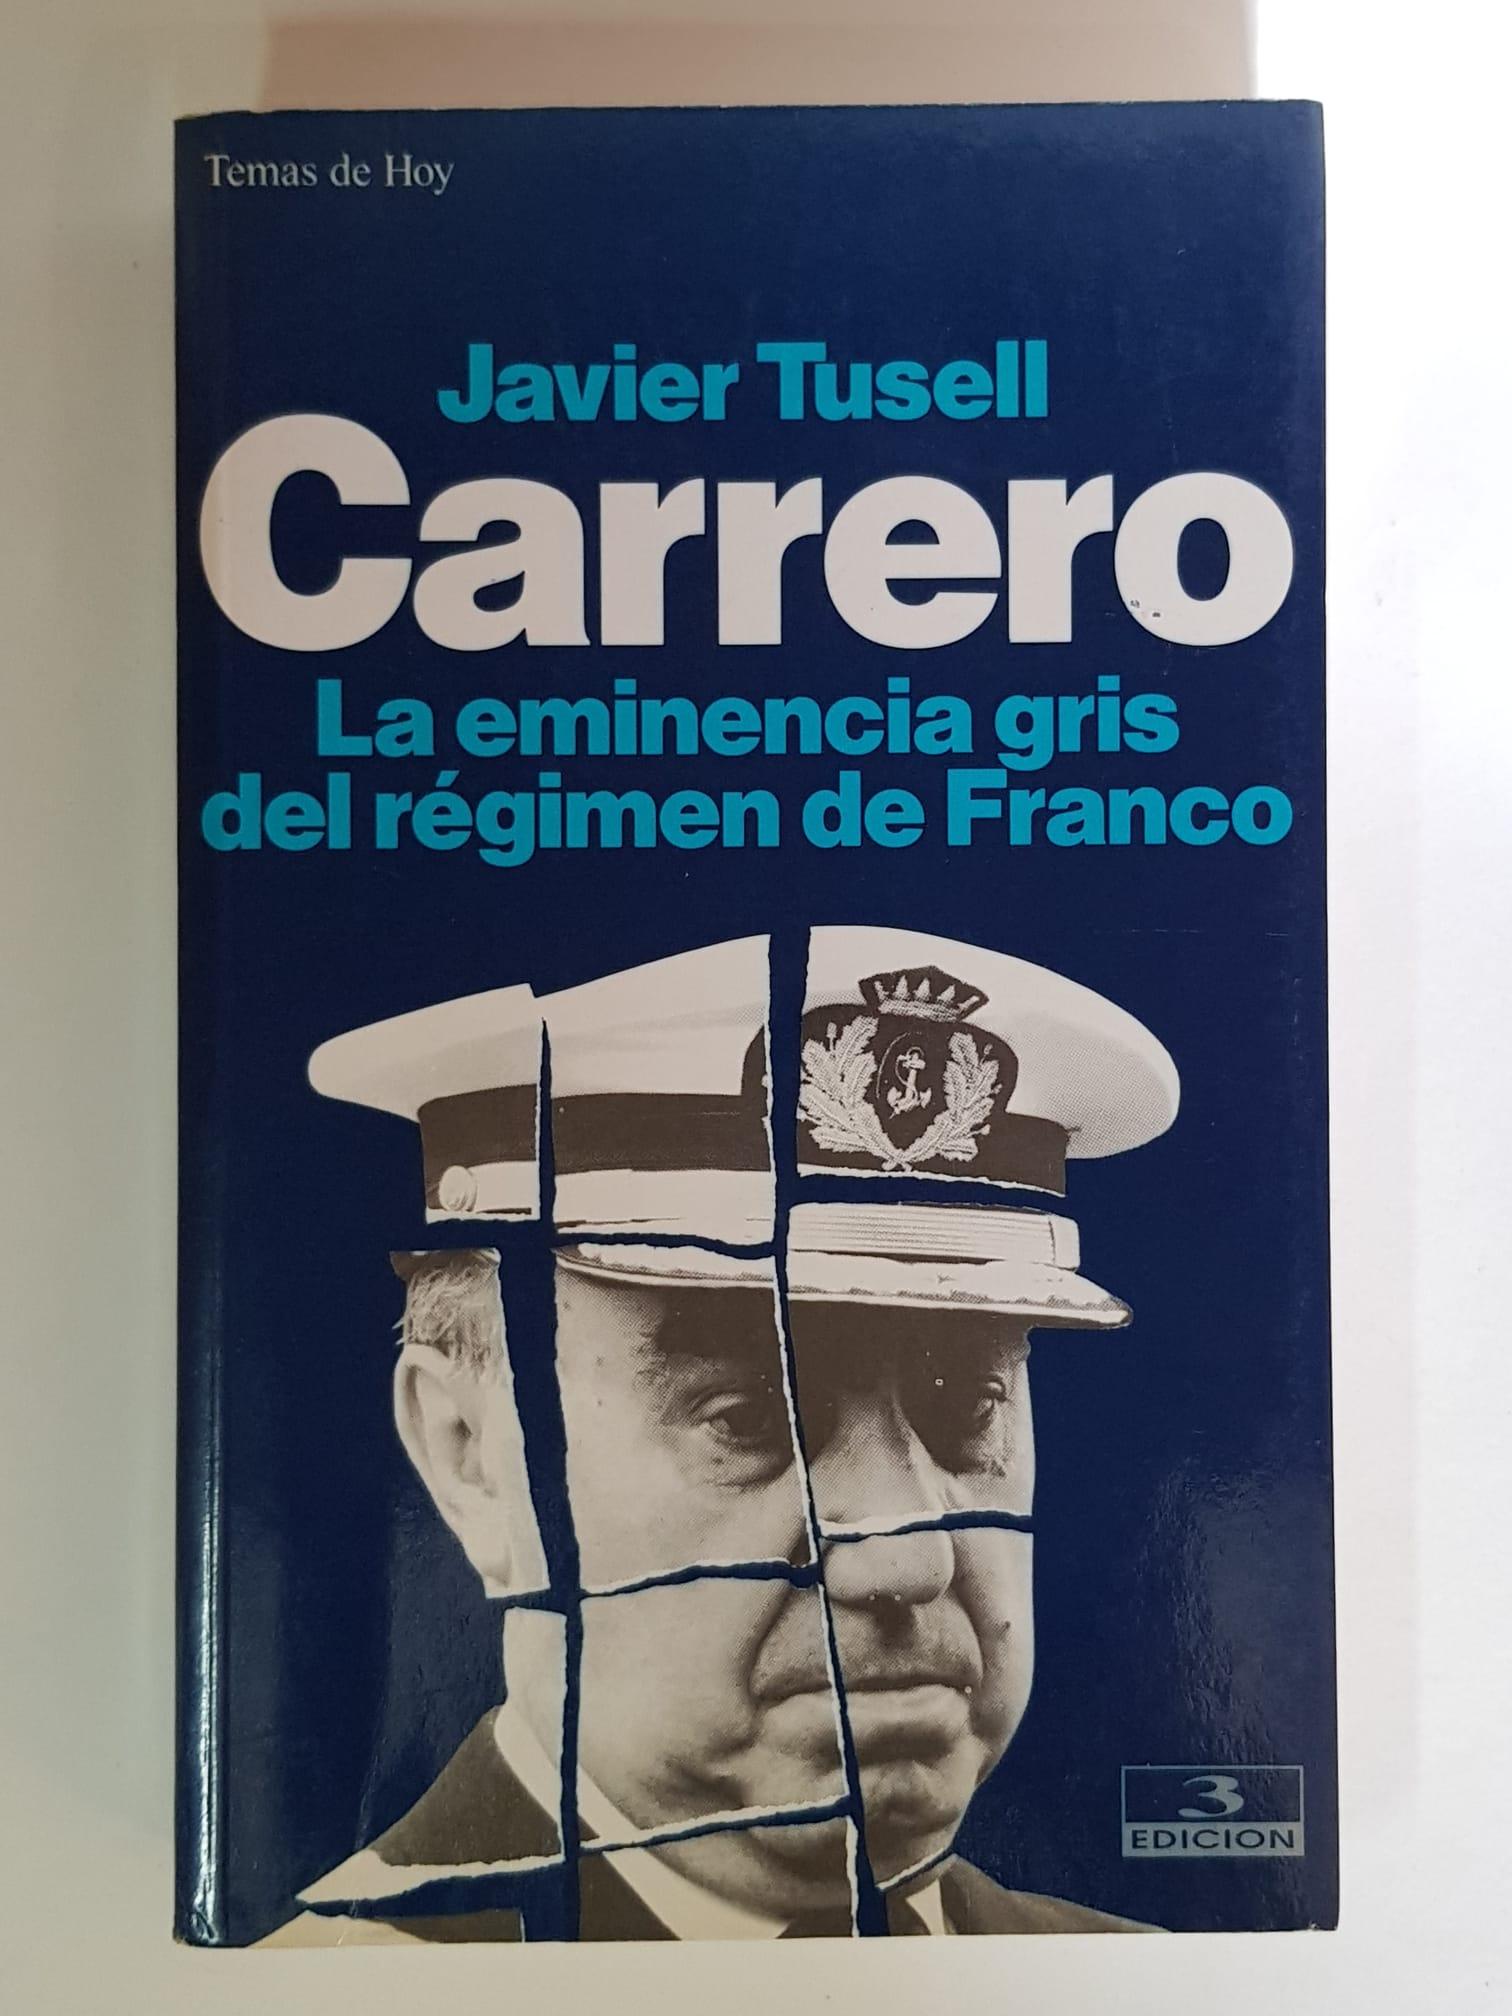 Temas de Hoy
Javier Tusell
Carrero
La eminencia gris
del régimen de Franco
3
EDICION